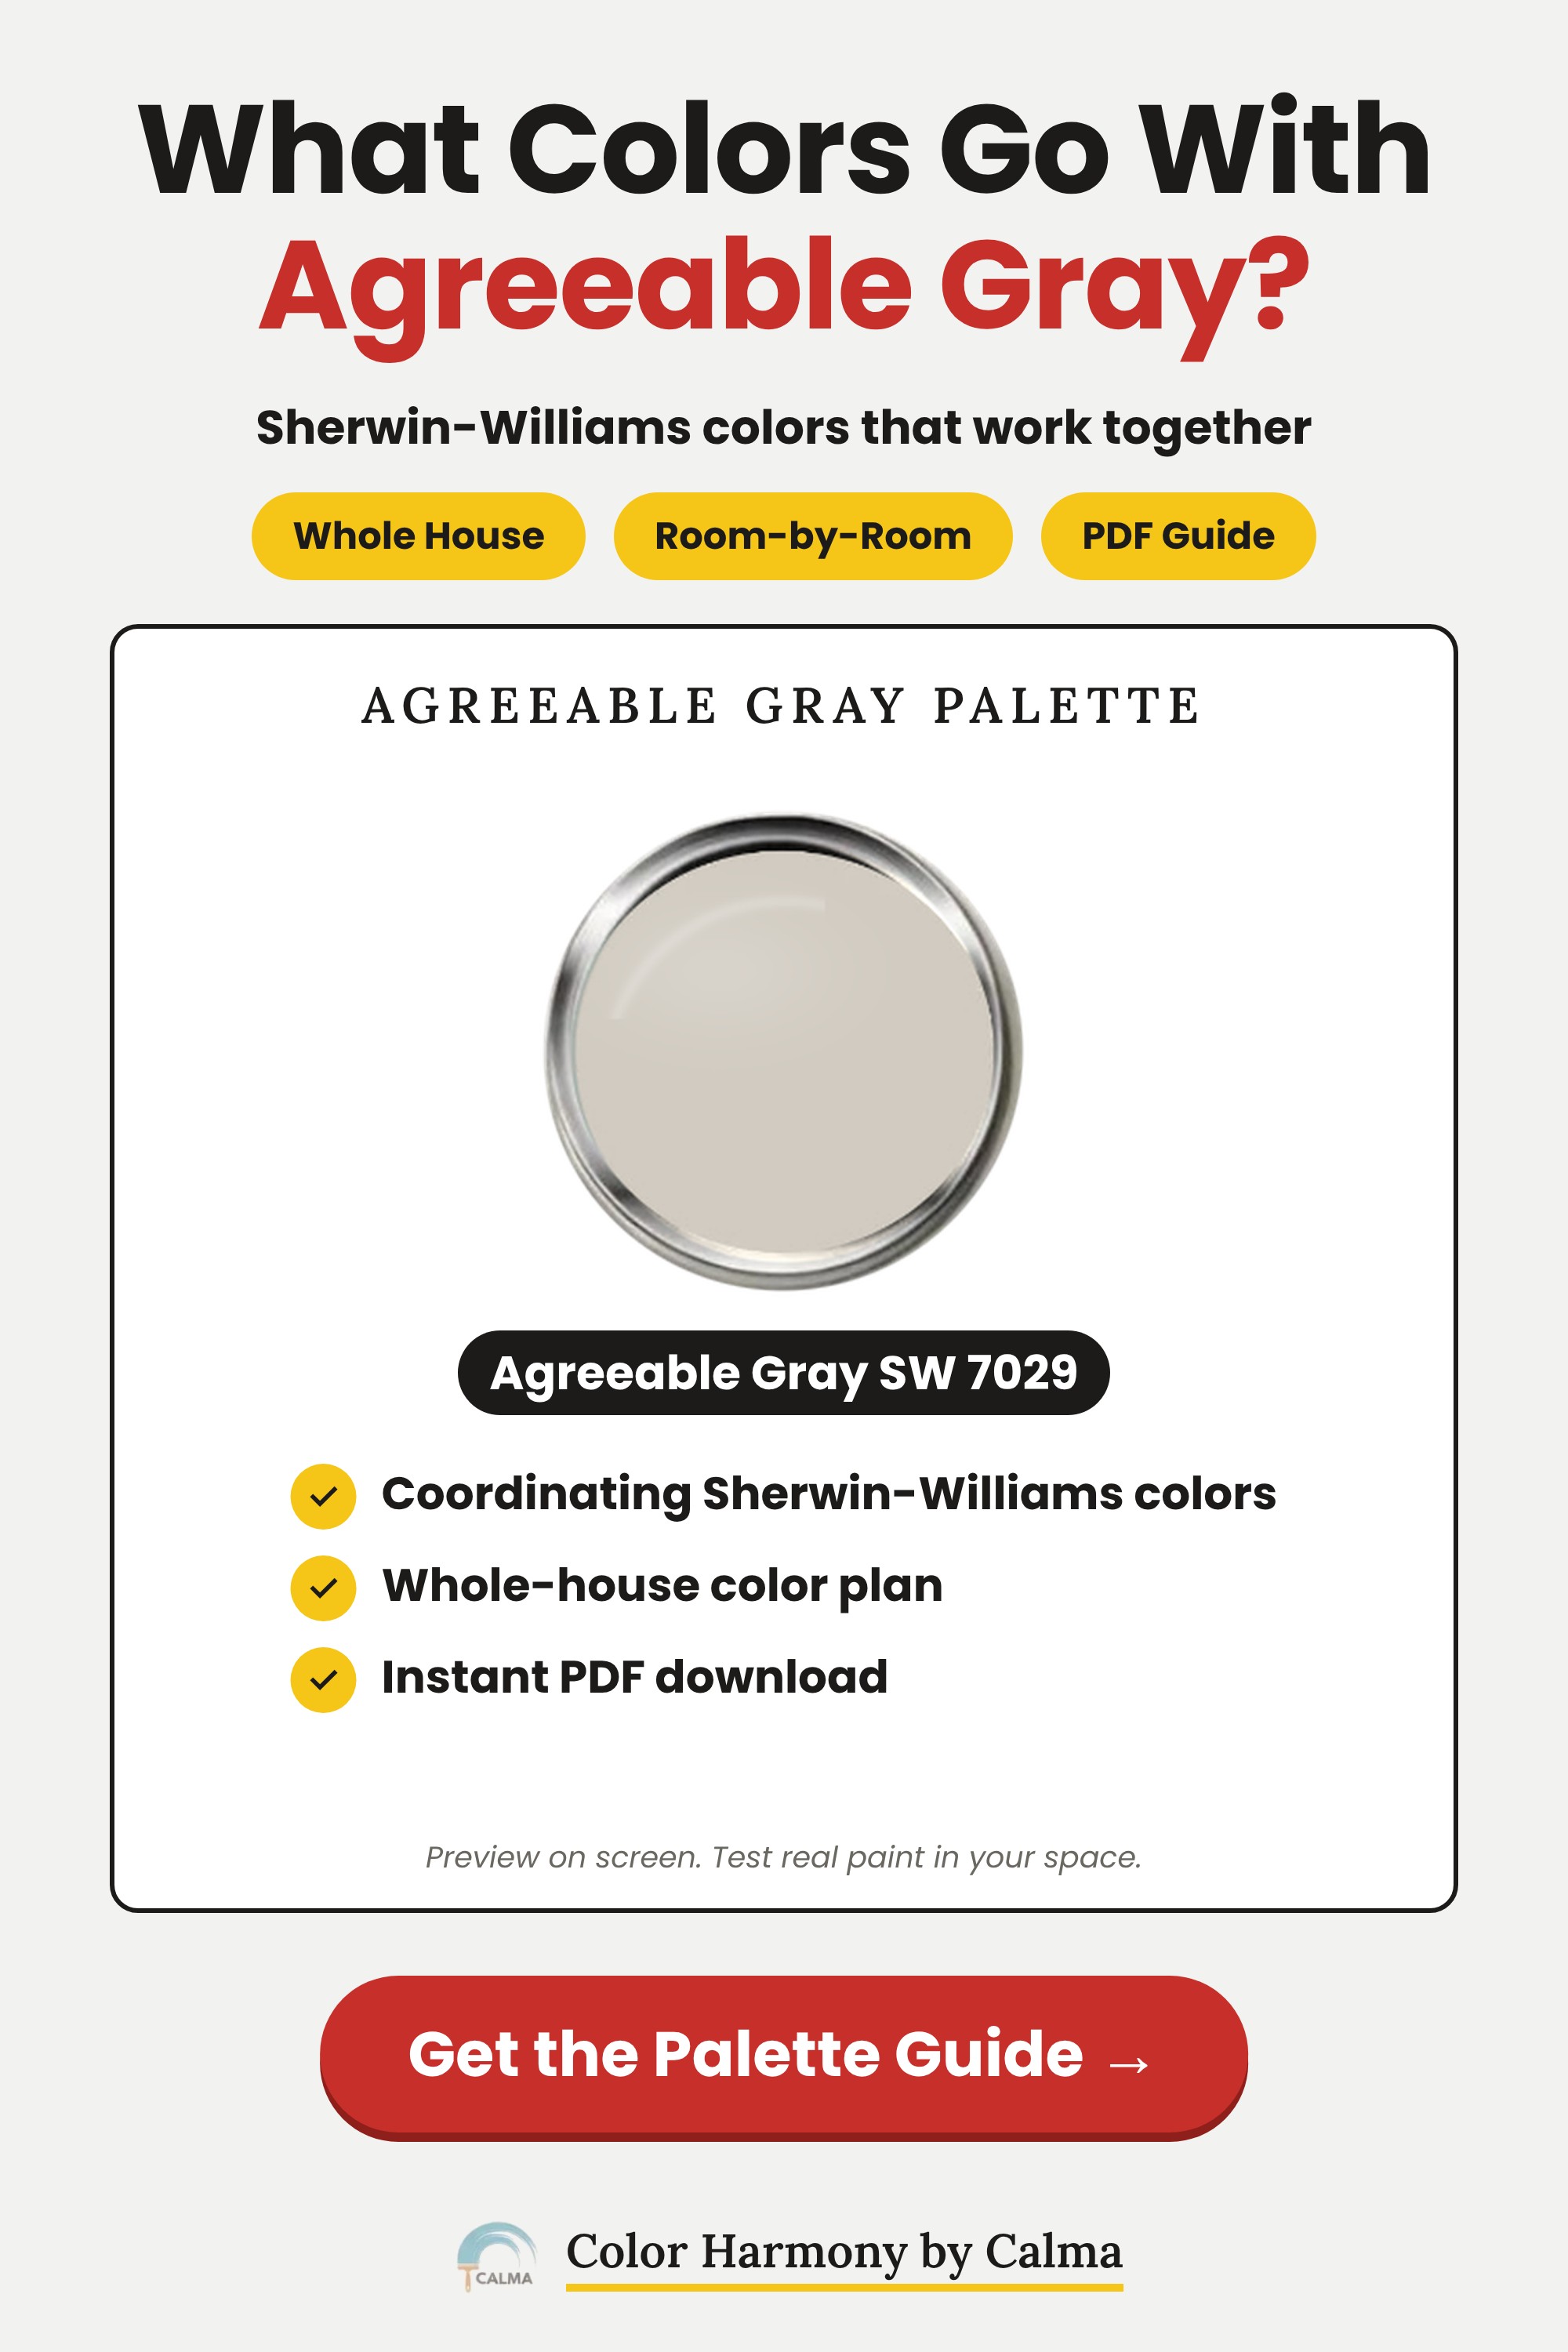 What Colors Go With
Agreeable Gray?
Sherwin-Williams colors that work together
Whole House
Room-by-Room
PDF Guide
AGREEABLE GRAY PALETTE
Agreeable Gray SW 7029
Coordinating Sherwin-Williams colors
Whole-house color plan
Instant PDF download
Preview on screen. Test real paint in your space.
Get the Palette Guide →
CALMA
Color Harmony by Calma